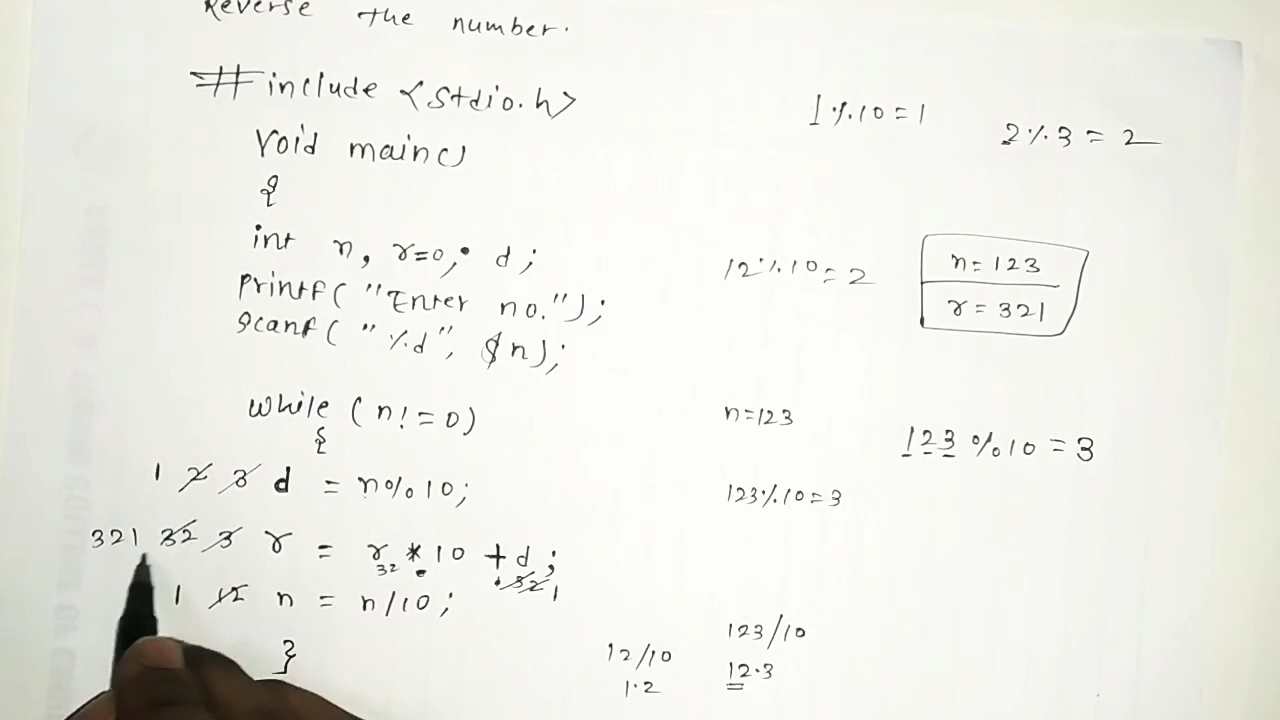 Reverse the number.
#include <stdio.h>
1%10=1
2%3=2
void main()
{
int n, r=0, d;
12%10=2
n=123
r=321
printf("Enter no.");
scanf("%d", &n);
while (n!=0)
n=123
{
123%10=3
1 2 3 d = n%10;
123%10=3
321 32 3 r = r*10+d;
32
321
1 12 n = n/10;
123/10
}
12/10
12.3
1.2